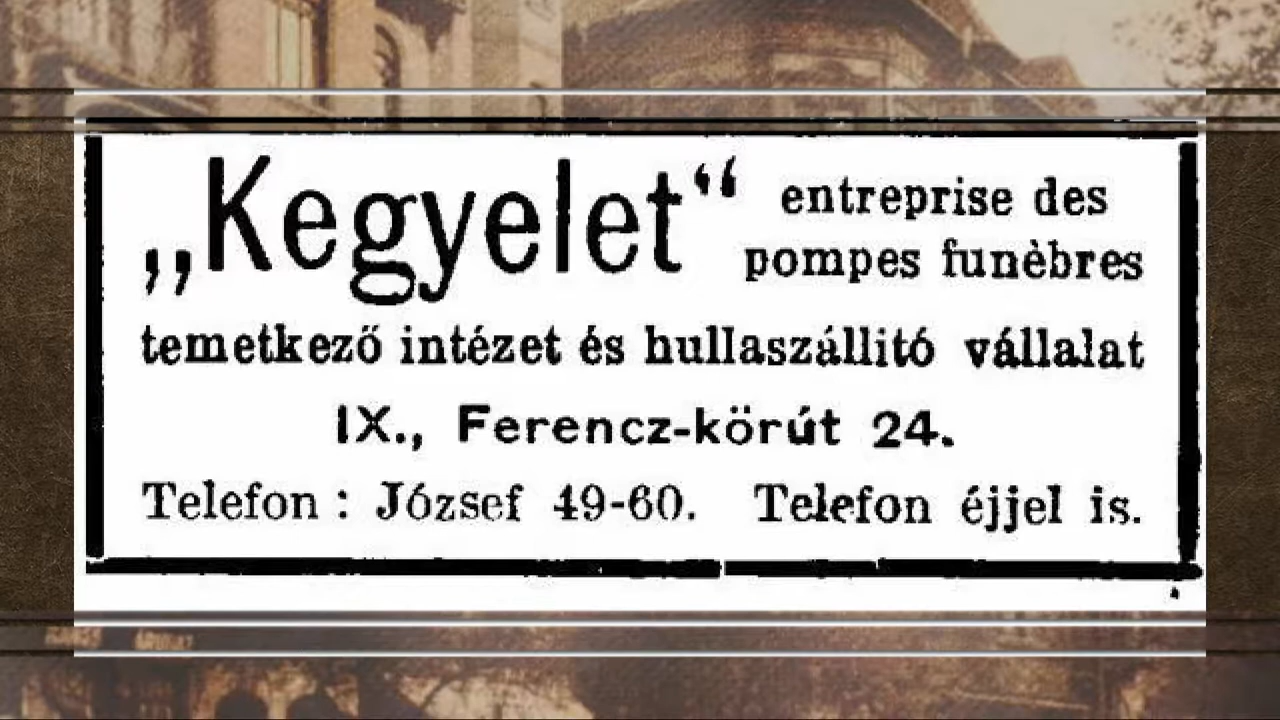 „Kegyelet“ entreprise des
pompes funèbres
temetkező intézet és hullaszállitó vállalat
IX., Ferencz-körút 24.
Telefon : József 49-60. Telefon éjjel is.